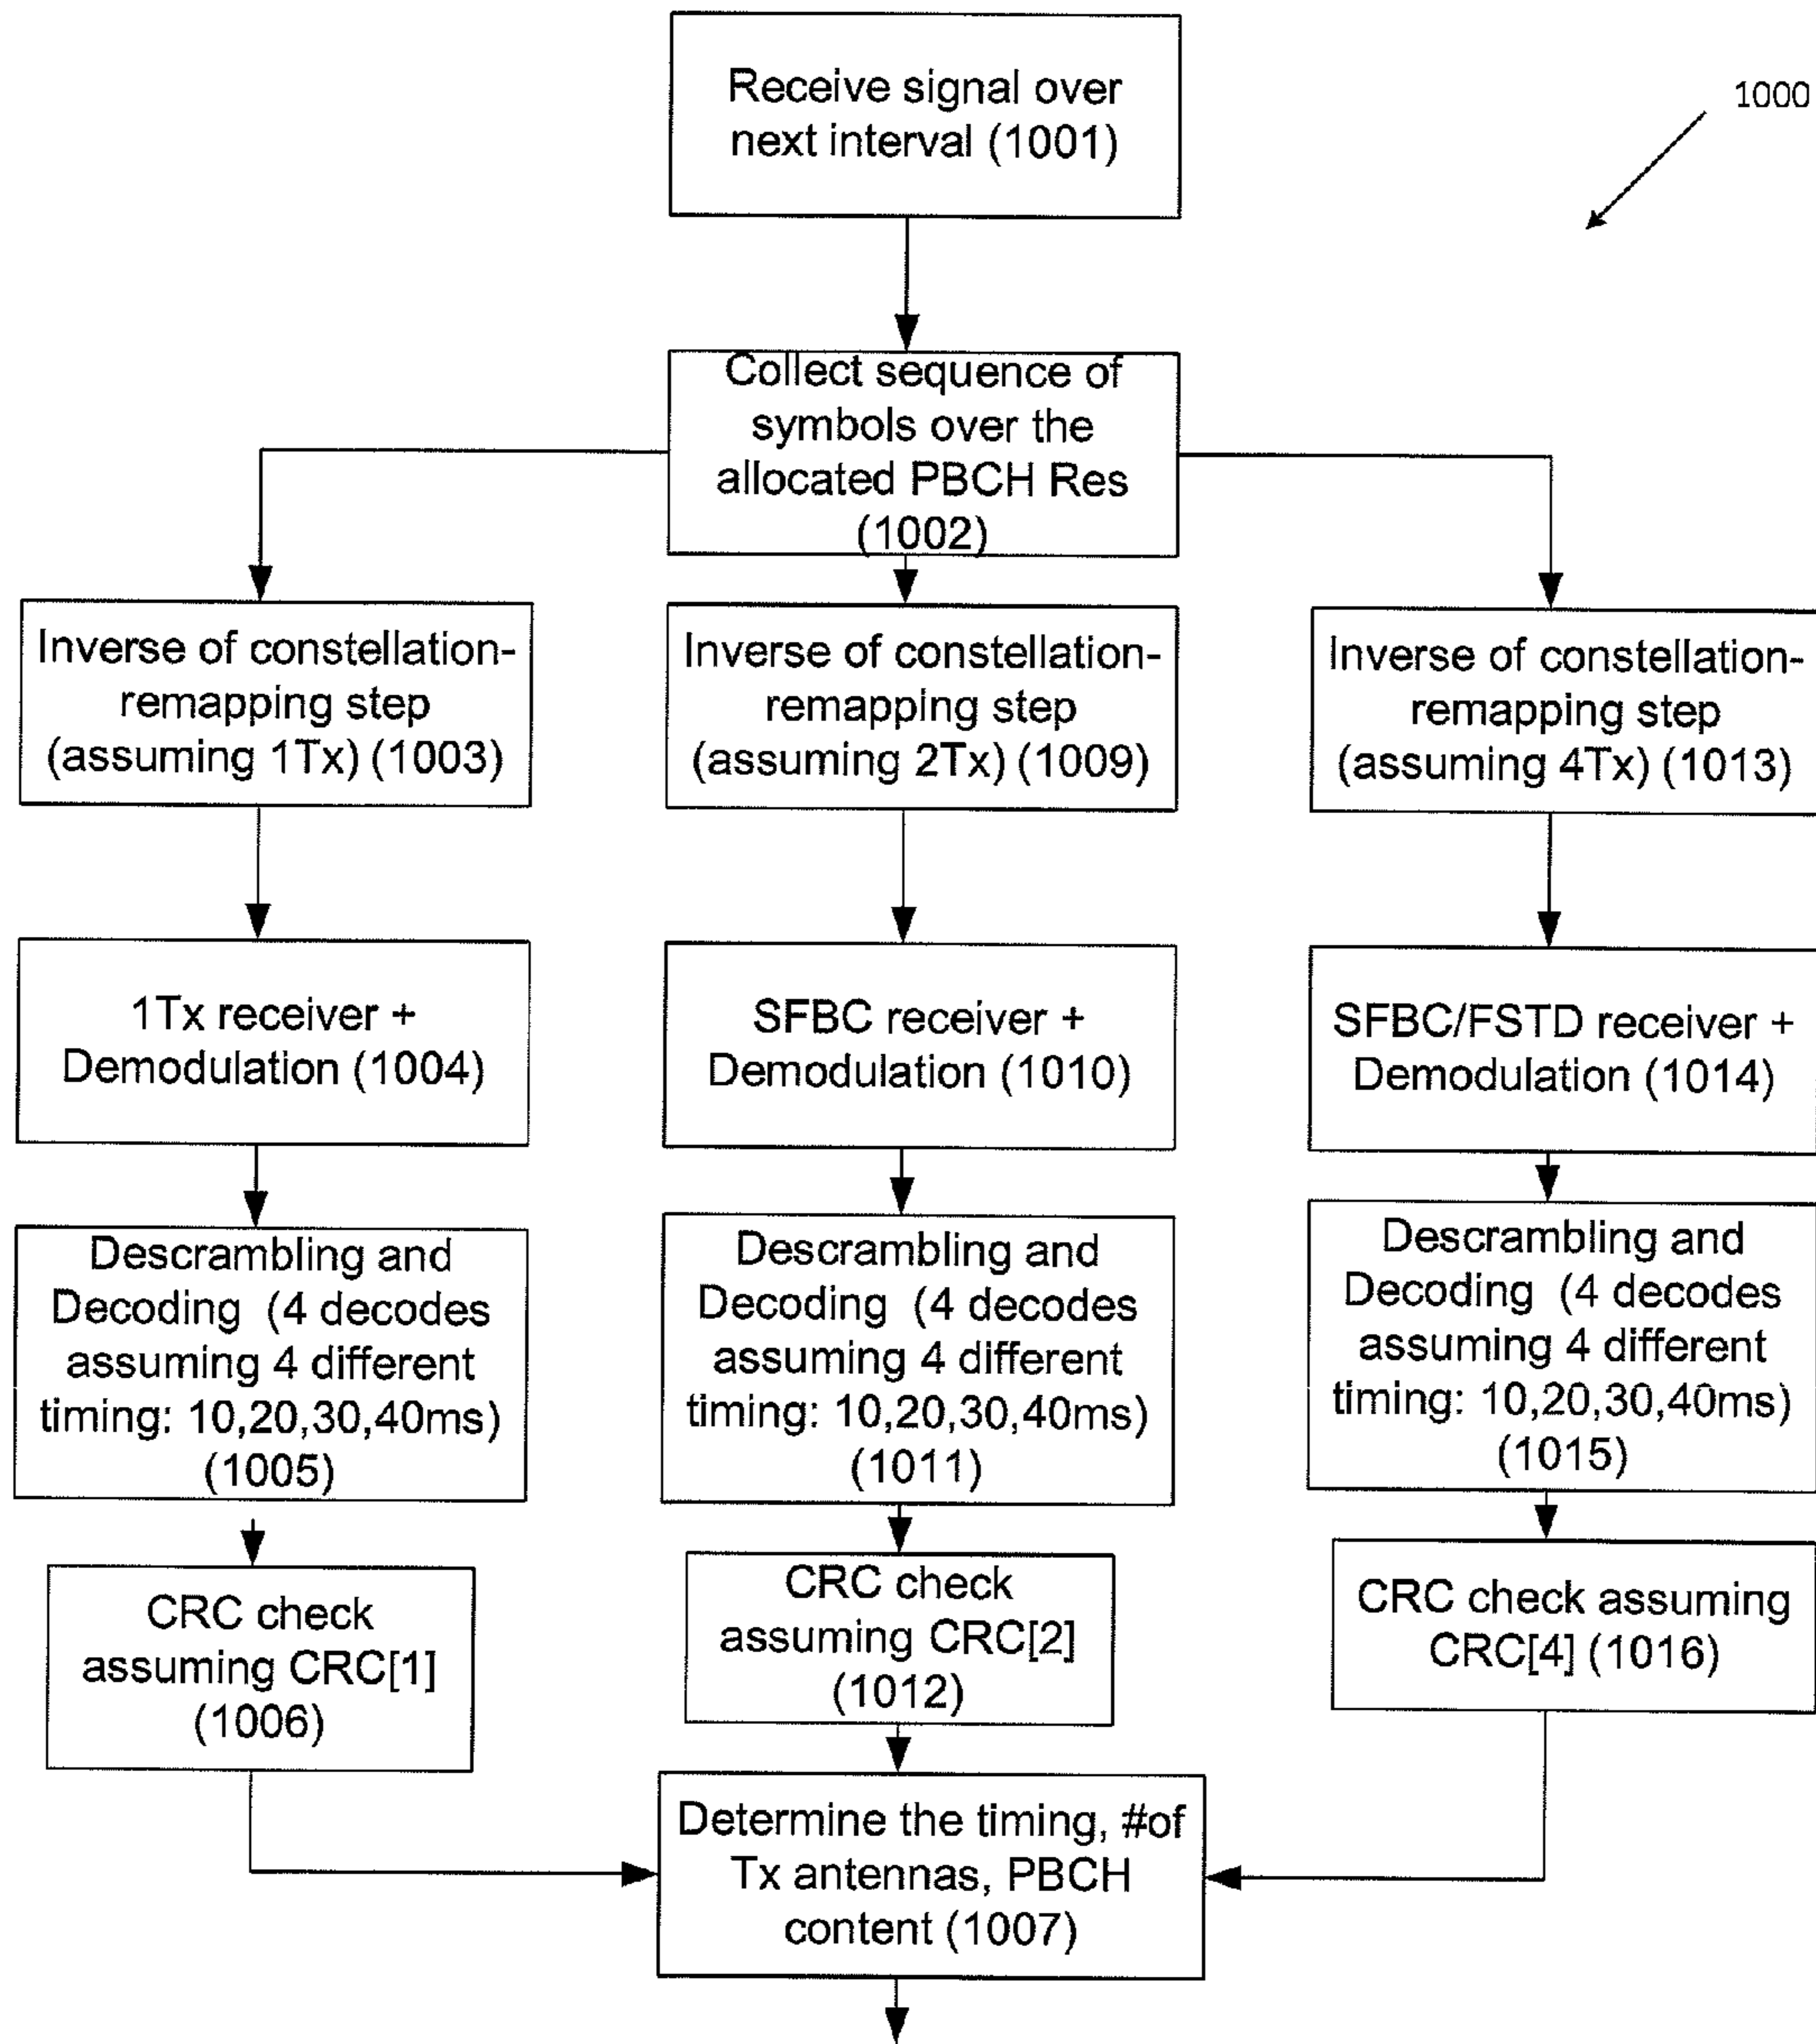 Receive signal over
next interval (1001)
1000
Collect sequence of
symbols over the
allocated PBCH Res
(1002)
Inverse of constellation-
remapping step
(assuming 1Tx) (1003)
Inverse of constellation-
remapping step
(assuming 2Tx) (1009)
Inverse of constellation-
remapping step
(assuming 4Tx) (1013)
1Tx receiver +
Demodulation (1004)
SFBC receiver +
Demodulation (1010)
SFBC/FSTD receiver +
Demodulation (1014)
Descrambling and
Decoding (4 decodes
assuming 4 different
timing: 10,20,30,40ms)
(1005)
Descrambling and
Decoding (4 decodes
assuming 4 different
timing: 10,20,30,40ms)
(1011)
Descrambling and
Decoding (4 decodes
assuming 4 different
timing: 10,20,30,40ms)
(1015)
CRC check
assuming CRC[1]
(1006)
CRC check
assuming CRC[2]
(1012)
CRC check assuming
CRC[4] (1016)
Determine the timing, #of
Tx antennas, PBCH
content (1007)